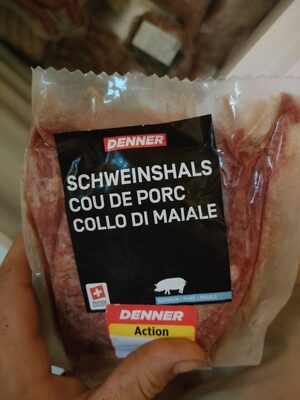 DENNER
SCHWEINSHALS
COU DE PORC
COLLO DI MAIALE
SCHWEIN / PORC / MAIALE
DENNER
Action